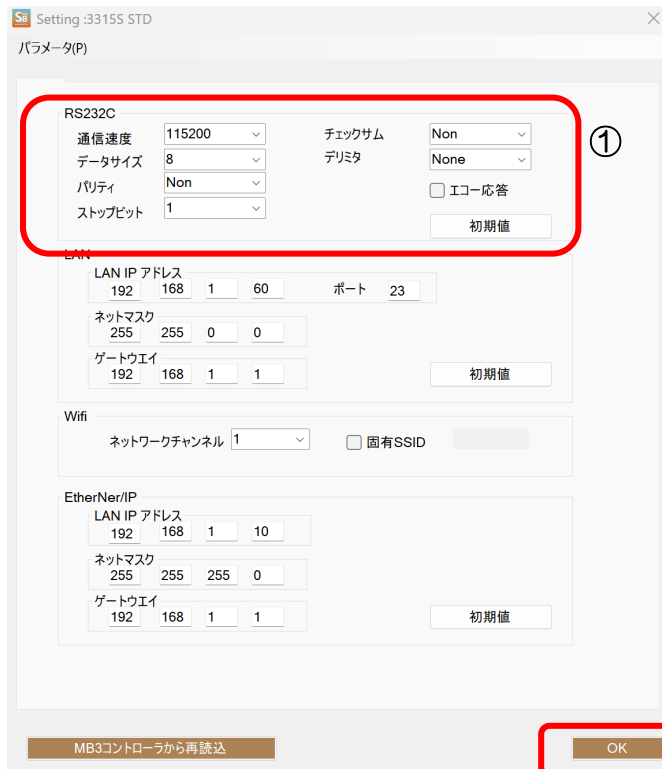 SB Setting :3315S STD
パラメータ(P)
RS232C
①
通信速度 115200 チェックサム Non
データサイズ 8 デリミタ None
パリティ Non エコー応答
ストップビット 1 初期値
LAN
LAN IP アドレス
192 168 1 60 ポート 23
ネットマスク
255 255 0 0
ゲートウエイ
192 168 1 1 初期値
Wifi
ネットワークチャンネル 1 固有SSID
EtherNer/IP
LAN IP アドレス
192 168 1 10
ネットマスク
255 255 255 0
ゲートウエイ
192 168 1 1 初期値
MB3コントローラから再読込 OK